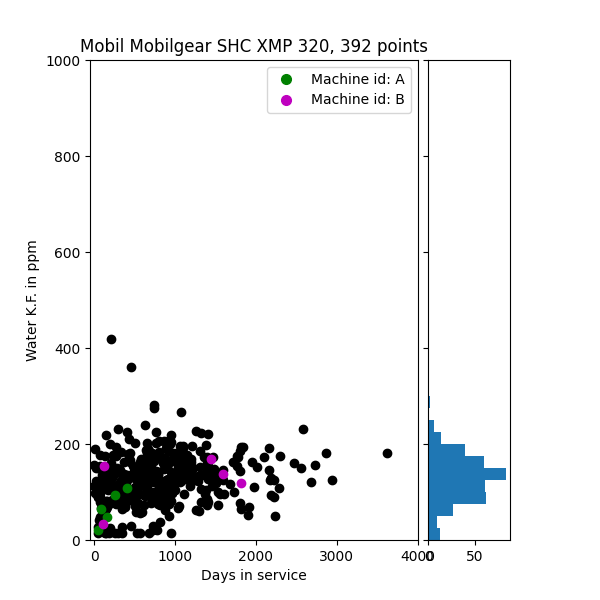 Mobil Mobilgear SHC XMP 320, 392 points
Machine id: A
Machine id: B
1000
800
600
400
200
0
Water K.F. in ppm
0
1000
2000
3000
4000
0
50
Days in service